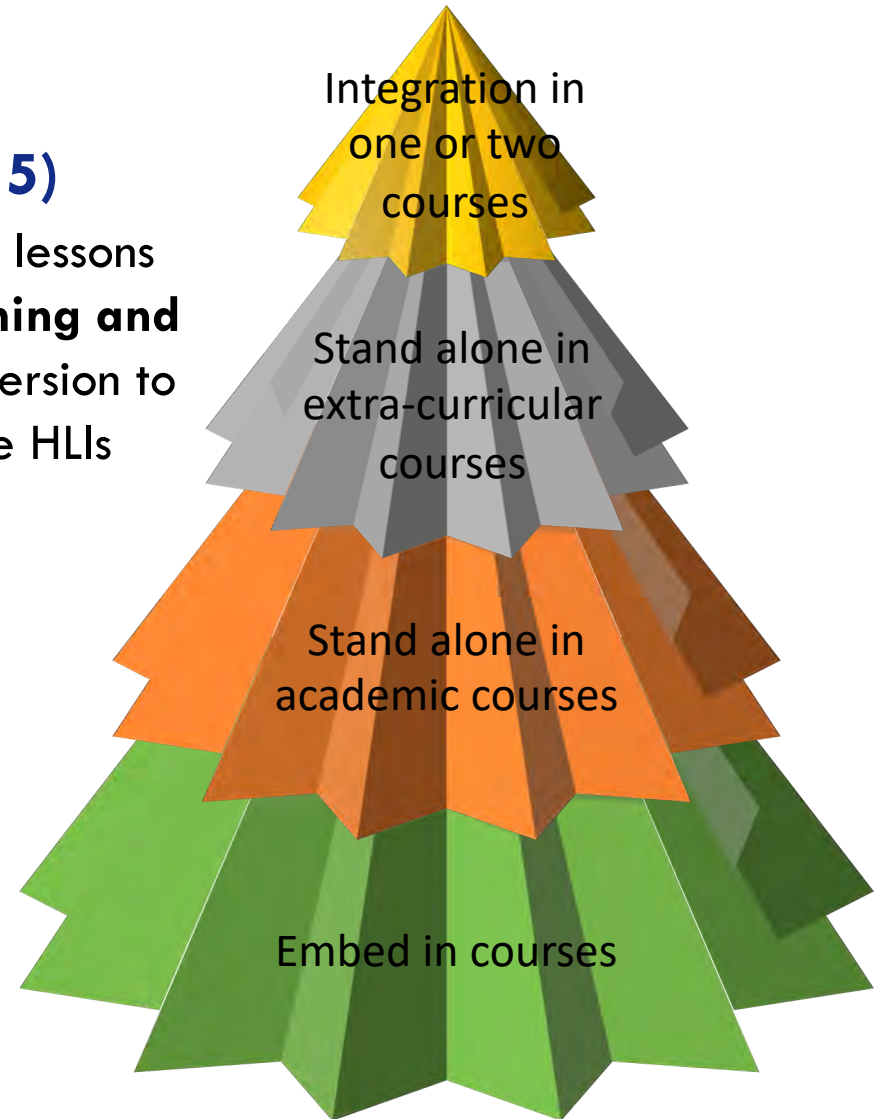 5)
lessons
ning and
ersion to
e HLIs
Integration in
one or two
courses
Stand alone in
extra-curricular
courses
Stand alone in
academic courses
Embed in courses